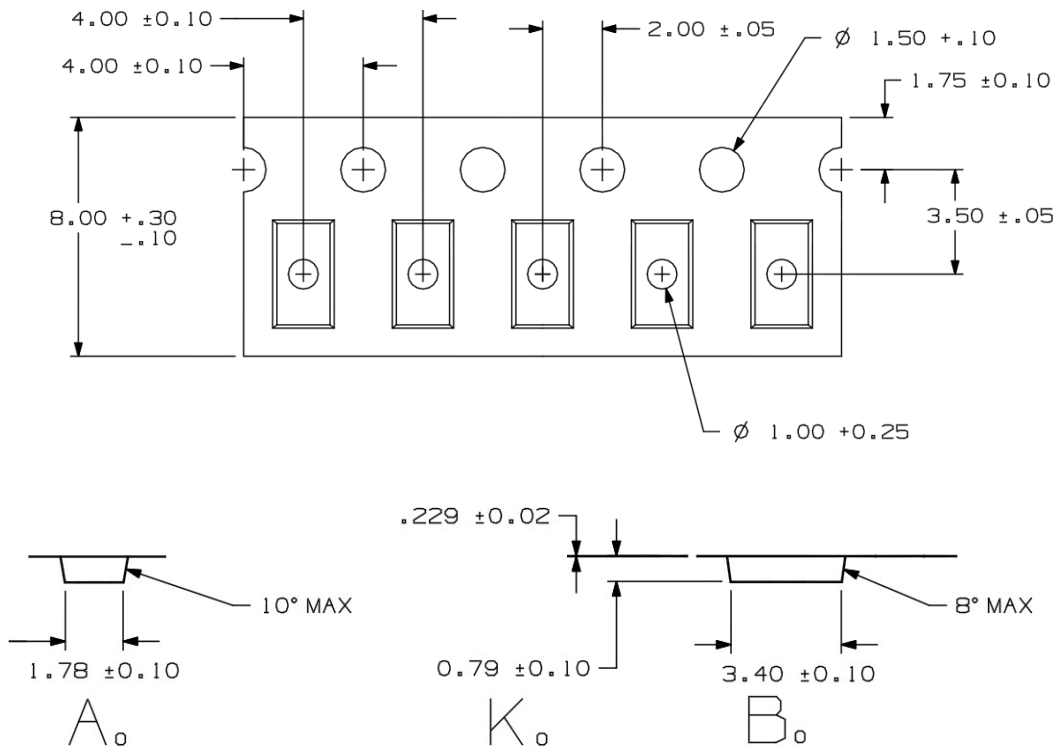 4.00 ±0.10
2.00 ±.05
Ø 1.50 +.10
4.00 ±0.10
1.75 ±0.10
8.00 +.30
-.10
3.50 ±.05
Ø 1.00 +0.25
.229 ±0.02
10° MAX
8° MAX
1.78 ±0.10
0.79 ±0.10
3.40 ±0.10
A₀
K₀
B₀